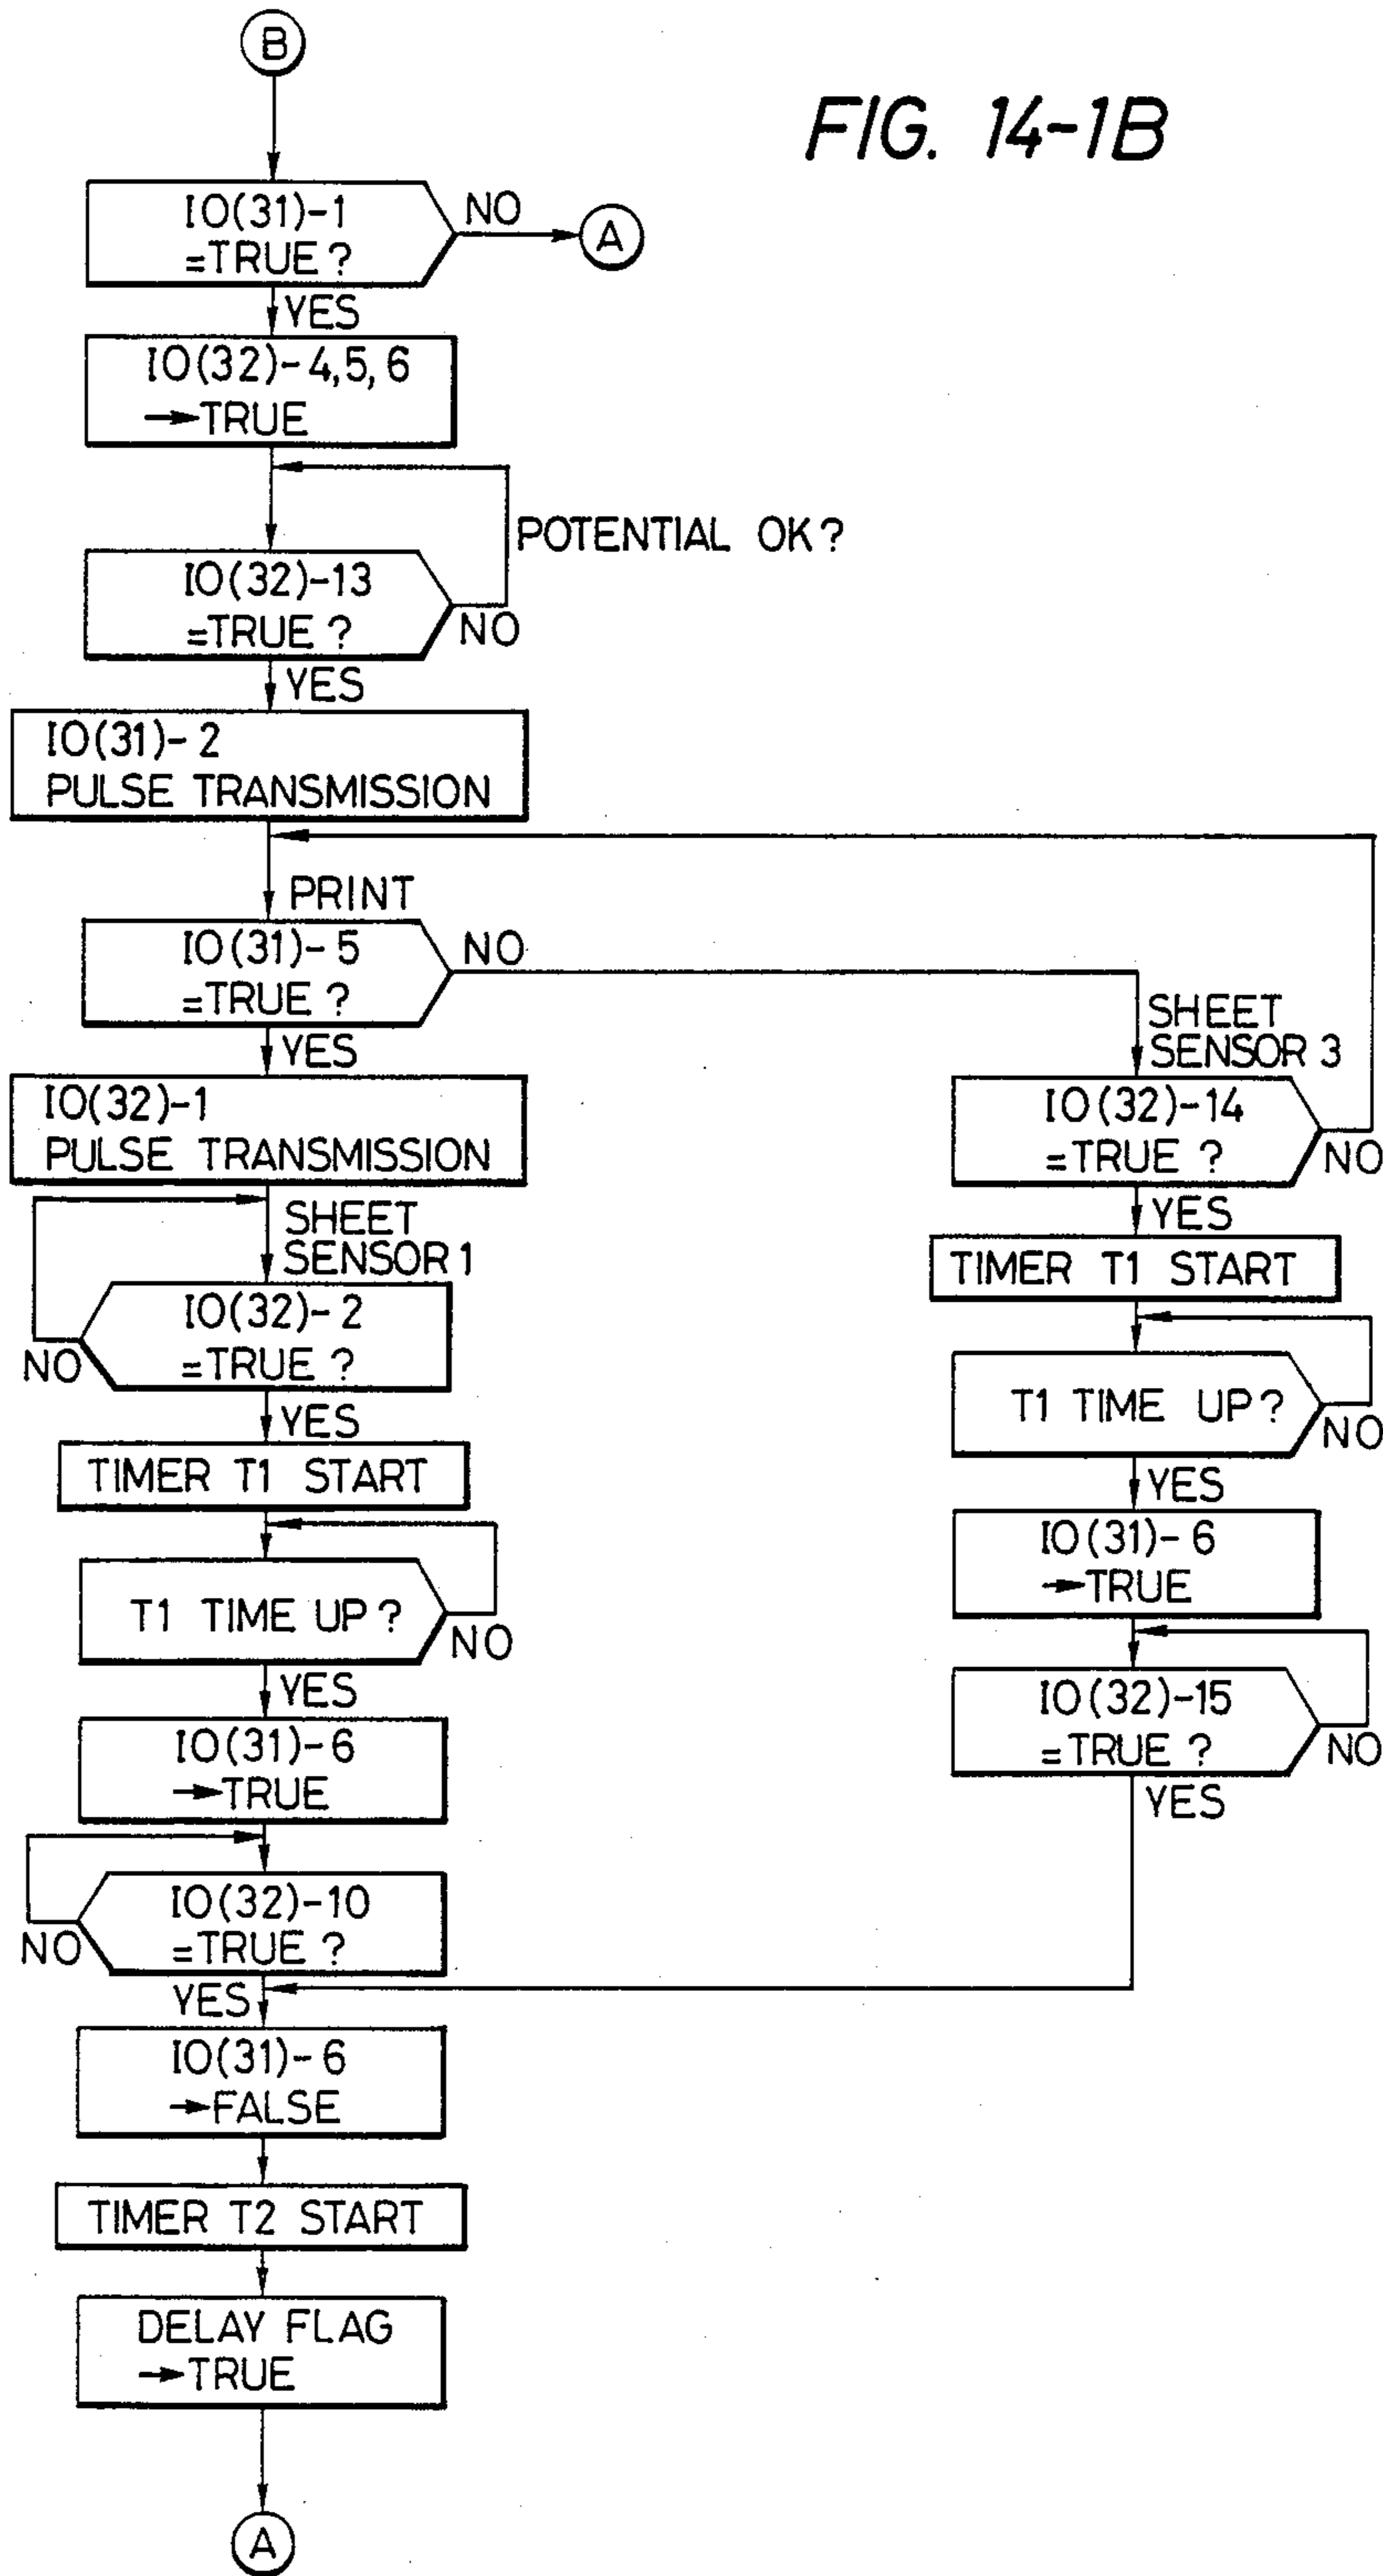 B
FIG. 14-1B
IO(31)-1
=TRUE?
NO
A
YES
IO(32)-4,5,6
→TRUE
POTENTIAL OK?
IO(32)-13
=TRUE?
NO
YES
IO(31)-2
PULSE TRANSMISSION
PRINT
IO(31)-5
=TRUE?
NO
YES
IO(32)-1
PULSE TRANSMISSION
SHEET
SENSOR 1
IO(32)-2
=TRUE?
NO
YES
TIMER T1 START
T1 TIME UP?
NO
YES
IO(31)-6
→TRUE
IO(32)-10
=TRUE?
NO
YES
SHEET
SENSOR 3
IO(32)-14
=TRUE?
NO
YES
TIMER T1 START
T1 TIME UP?
NO
YES
IO(31)-6
→TRUE
IO(32)-15
=TRUE?
NO
YES
IO(31)-6
→FALSE
TIMER T2 START
DELAY FLAG
→TRUE
A